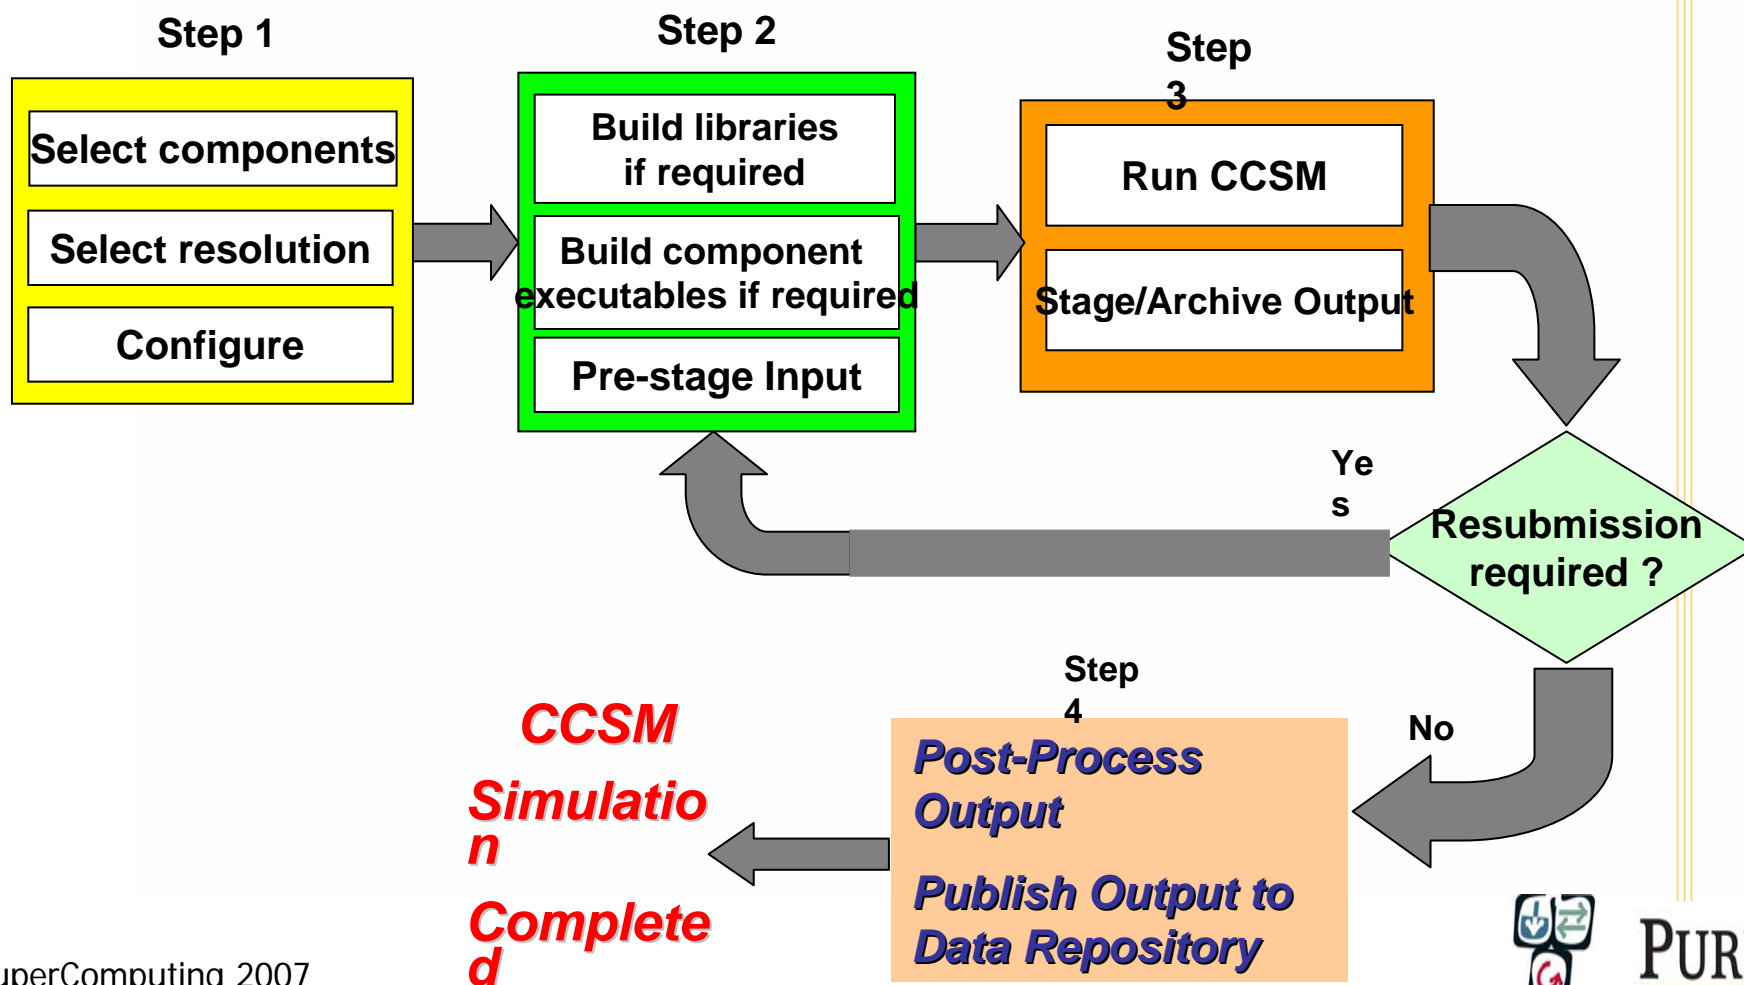 Step 1
Select components
Select resolution
Configure
Step 2
Build libraries
if required
Build component
executables if required
Pre-stage Input
Step
3
Run CCSM
Stage/Archive Output
Resubmission
required ?
Ye
s
No
Step
4
Post-Process
Output
Publish Output to
Data Repository
CCSM
Simulatio
n
Complete
d
uperComputing 2007
PUR